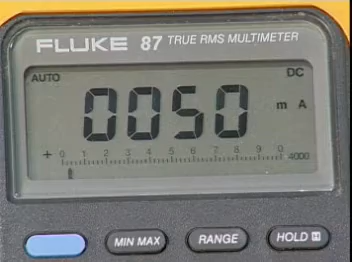 FLUKE 87 TRUE RMS MULTIMETER
AUTO DC
0050 m A
+ 0 1 2 3 4 5 6 7 8 9 0 4000
MIN MAX RANGE HOLD H